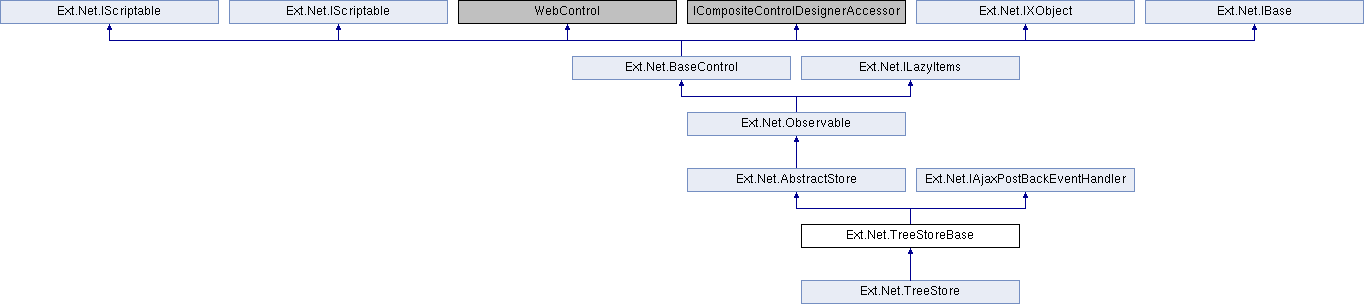 Ext.Net.IScriptable
Ext.Net.IScriptable
WebControl
ICompositeControlDesignerAccessor
Ext.Net.IXObject
Ext.Net.IBase
Ext.Net.BaseControl
Ext.Net.ILazyItems
Ext.Net.Observable
Ext.Net.AbstractStore
Ext.Net.IAjaxPostBackEventHandler
Ext.Net.TreeStoreBase
Ext.Net.TreeStore